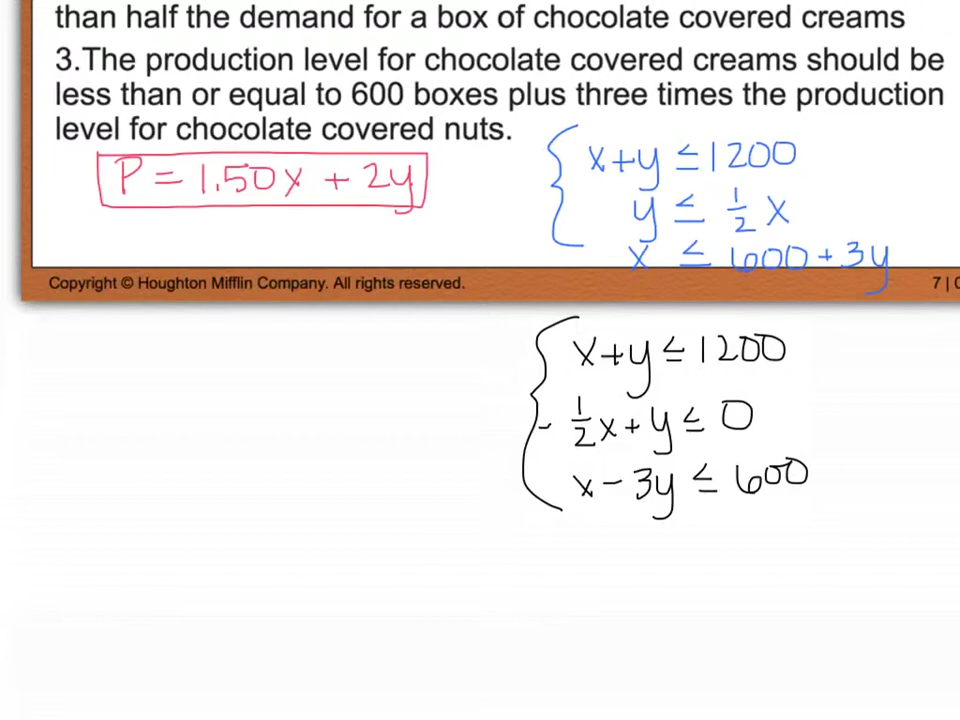 than half the demand for a box of chocolate covered creams
3.The production level for chocolate covered creams should be
less than or equal to 600 boxes plus three times the production
level for chocolate covered nuts.
P = 1.50x + 2y
x+y ≤ 1200
y ≤ 1/2 x
x ≤ 600 + 3y
Copyright © Houghton Mifflin Company. All rights reserved.
7 |
x+y ≤ 1200
- 1/2 x + y ≤ 0
x - 3y ≤ 600